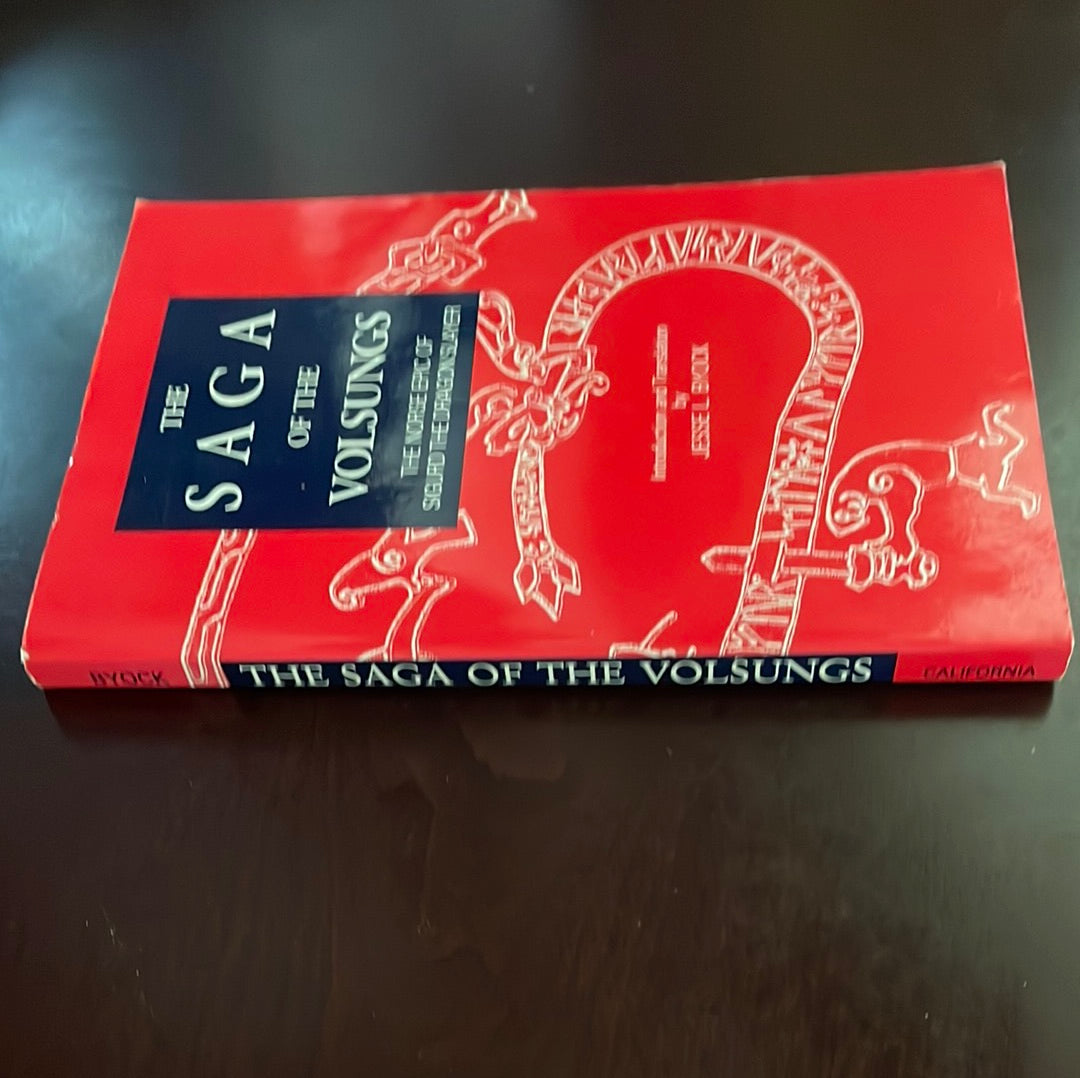 THE
SAGA
OF THE
VOLSUNGS
THE NORSE EPIC OF
SIGURD THE DRAGON SLAYER
Introduction and Translation
by
JESSE L. BYOCK
BYOCK
THE SAGA OF THE VOLSUNGS
CALIFORNIA